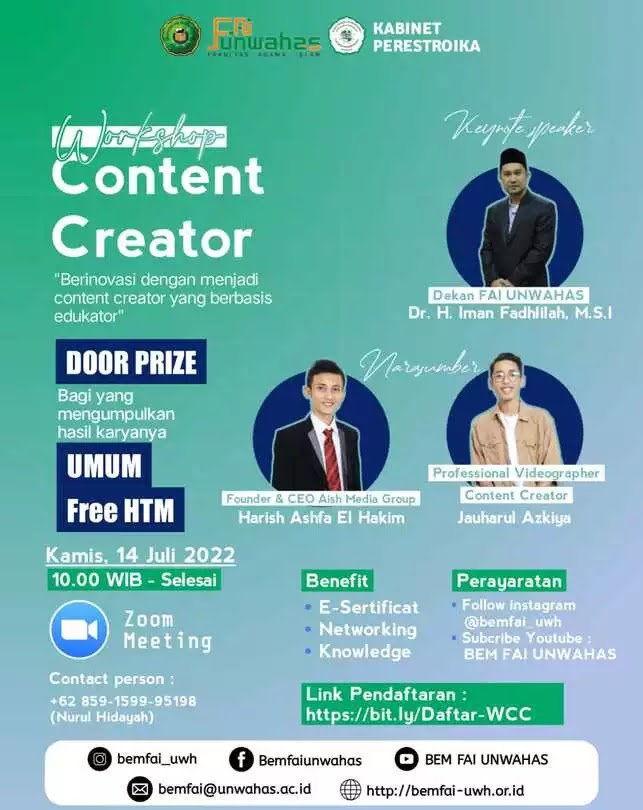 FAI
unwahas
FAKULTAS AGAMA ISLAM
KABINET
PERESTROIKA
Workshop
Content
Creator
"Berinovasi dengan menjadi
content creator yang berbasis
edukator"
DOOR PRIZE
Bagi yang
mengumpulkan
hasil karyanya
UMUM
Free HTM
Keynote speaker
Dekan FAI UNWAHAS
Dr. H. Iman Fadhlilah, M.S.I
Narasumber
Founder & CEO Aish Media Group
Harish Ashfa El Hakim
Professional Videographer
Content Creator
Jauharul Azkiya
Kamis, 14 Juli 2022
10.00 WIB - Selesai
Zoom
Meeting
Contact person :
+62 859-1599-95198
(Nurul Hidayah)
Benefit
• E-Sertificat
• Networking
• Knowledge
Perayaratan
• Follow instagram
@bemfai_uwh
• Subcribe Youtube :
BEM FAI UNWAHAS
Link Pendaftaran :
https://bit.ly/Daftar-WCC
bemfai_uwh
Bemfaiunwahas
BEM FAI UNWAHAS
bemfai@unwahas.ac.id
http://bemfai-uwh.or.id